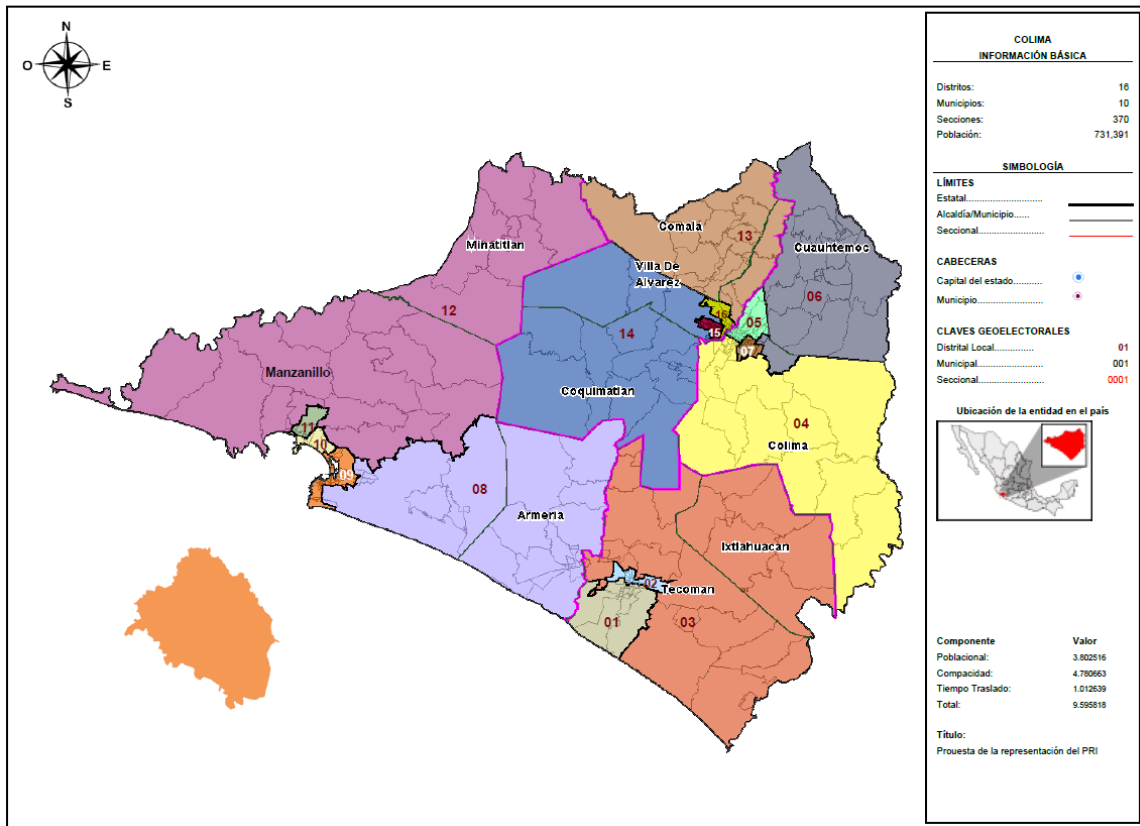 N
O
E
S
Comala
13
Cuauhtemoc
Minatitlan
Villa De
Alvarez
06
12
16
05
14
15
07
Manzanillo
Coquimatlan
04
11
Colima
10
09
08
Armeria
Ixtlahuacan
02
Tecoman
01
03
COLIMA
INFORMACIÓN BÁSICA
Distritos: 16
Municipios: 10
Secciones: 370
Población: 731,391
SIMBOLOGÍA
LÍMITES
Estatal............................
Alcaldía/Municipio......
Seccional.........................
CABECERAS
Capital del estado...........
Municipio..........................
CLAVES GEOELECTORALES
Distrital Local.............. 01
Municipal........................ 001
Seccional........................ 0001
Ubicación de la entidad en el país
Componente Valor
Poblacional: 3.802516
Compacidad: 4.780663
Tiempo Traslado: 1.012639
Total: 9.595818
Título:
Prouesta de la representación del PRI